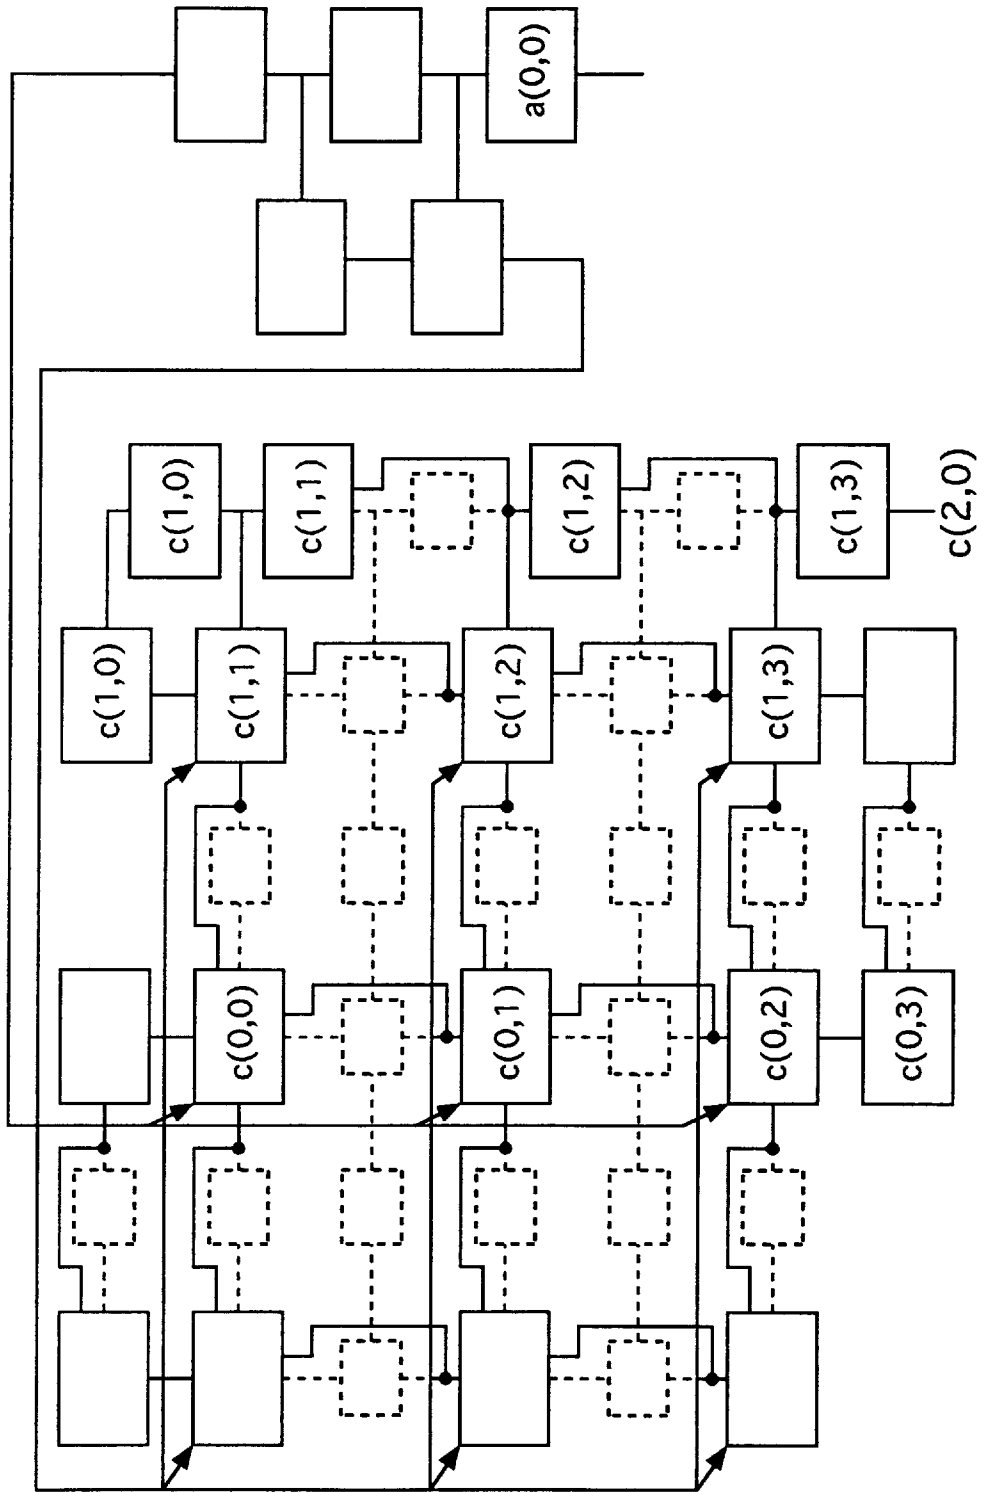 c(1,0)
c(1,0)
c(0,0)
c(1,1)
c(1,1)
c(0,1)
c(1,2)
a(0,0)
c(1,2)
c(0,2)
c(1,3)
c(1,3)
c(0,3)
c(2,0)